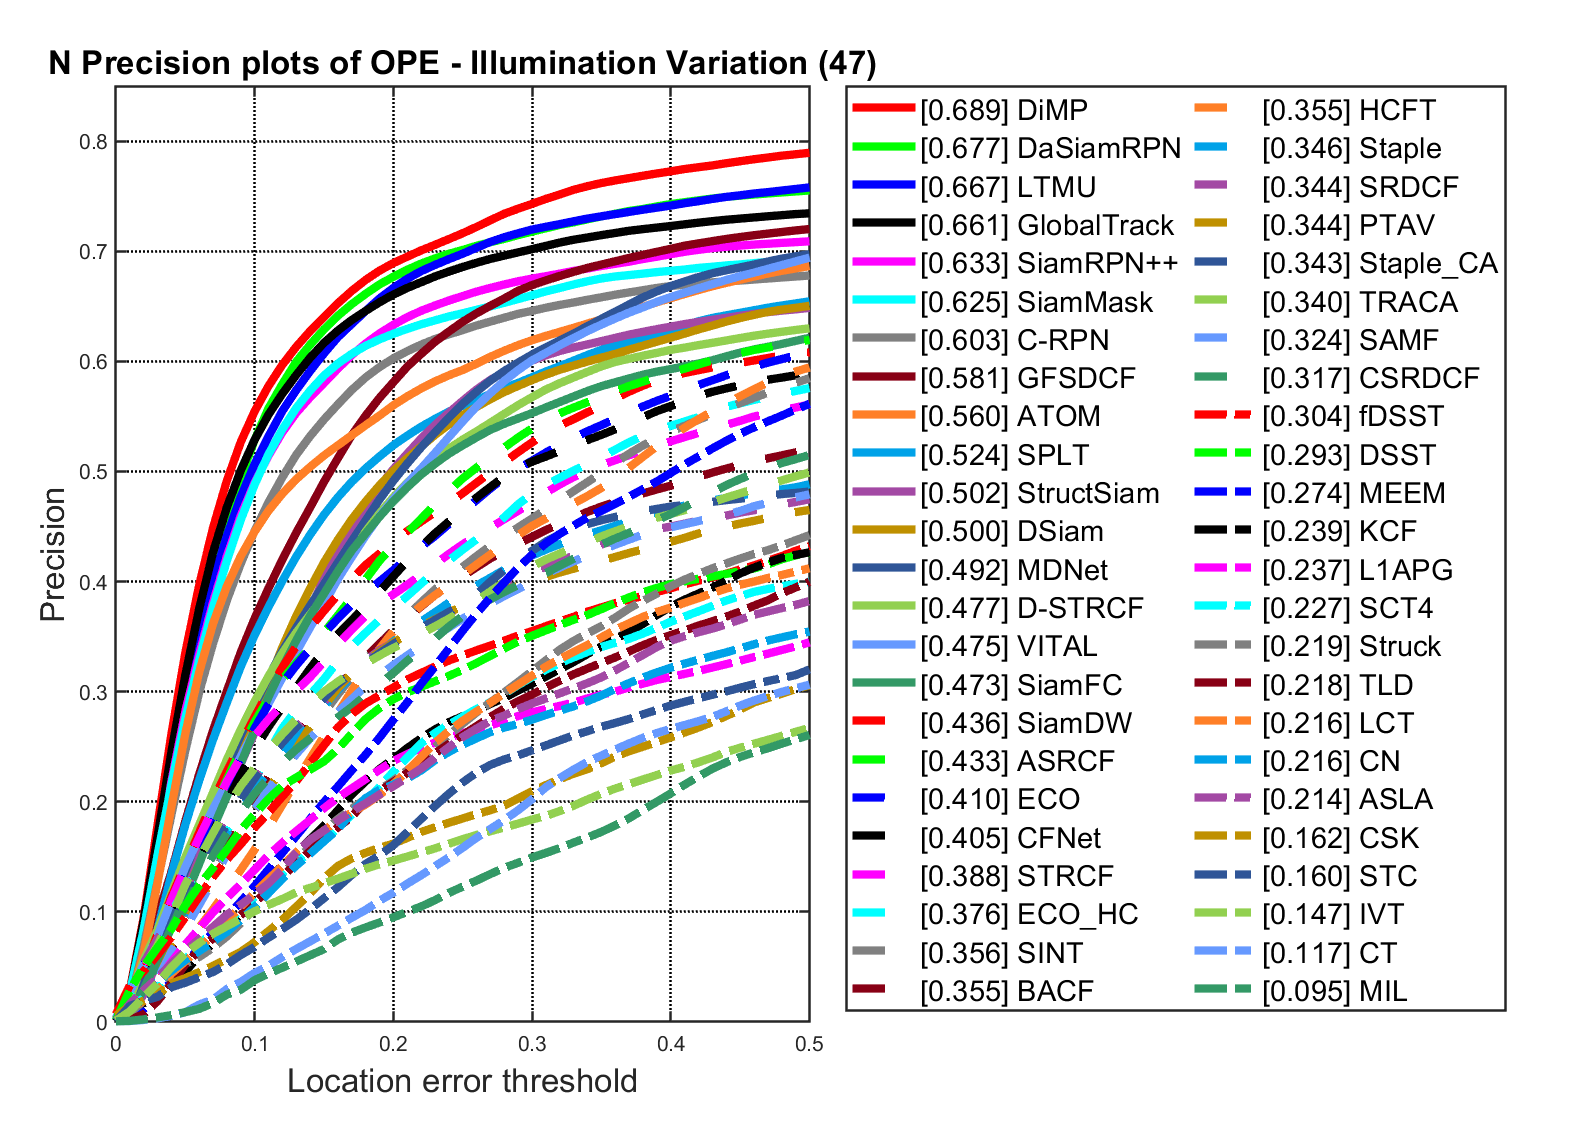 N Precision plots of OPE - Illumination Variation (47)
0.8
0.7
0.6
0.5
0.4
0.3
0.2
0.1
0
0
0.1
0.2
0.3
0.4
0.5
Precision
Location error threshold
[0.689] DiMP
[0.677] DaSiamRPN
[0.667] LTMU
[0.661] GlobalTrack
[0.633] SiamRPN++
[0.625] SiamMask
[0.603] C-RPN
[0.581] GFSDCF
[0.560] ATOM
[0.524] SPLT
[0.502] StructSiam
[0.500] DSiam
[0.492] MDNet
[0.477] D-STRCF
[0.475] VITAL
[0.473] SiamFC
[0.436] SiamDW
[0.433] ASRCF
[0.410] ECO
[0.405] CFNet
[0.388] STRCF
[0.376] ECO_HC
[0.356] SINT
[0.355] BACF
[0.355] HCFT
[0.346] Staple
[0.344] SRDCF
[0.344] PTAV
[0.343] Staple_CA
[0.340] TRACA
[0.324] SAMF
[0.317] CSRDCF
[0.304] fDSST
[0.293] DSST
[0.274] MEEM
[0.239] KCF
[0.237] L1APG
[0.227] SCT4
[0.219] Struck
[0.218] TLD
[0.216] LCT
[0.216] CN
[0.214] ASLA
[0.162] CSK
[0.160] STC
[0.147] IVT
[0.117] CT
[0.095] MIL